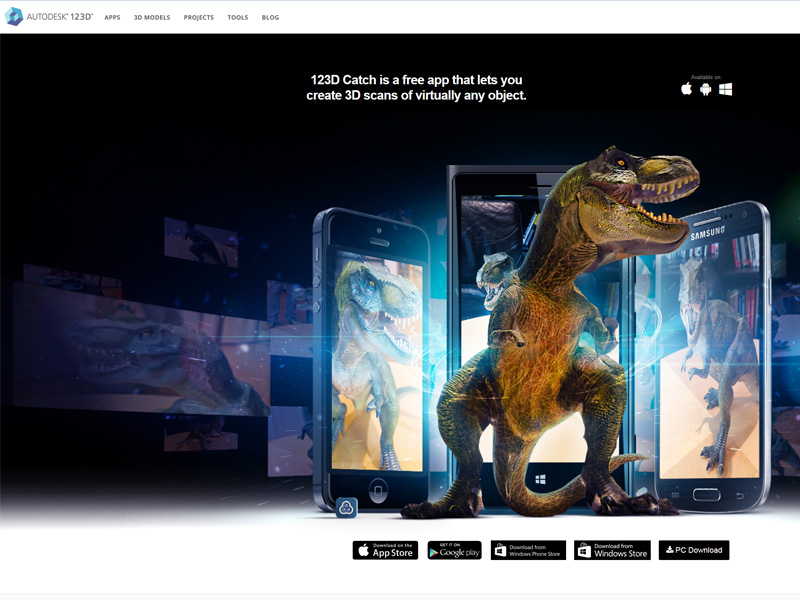 AUTODESK® 123D®
APPS
3D MODELS
PROJECTS
TOOLS
BLOG
123D Catch is a free app that lets you
create 3D scans of virtually any object.
Available on
SAMSUNG
Download on the
App Store
GET IT ON
Google play
Download from
Windows Phone Store
Download from
Windows Store
PC Download